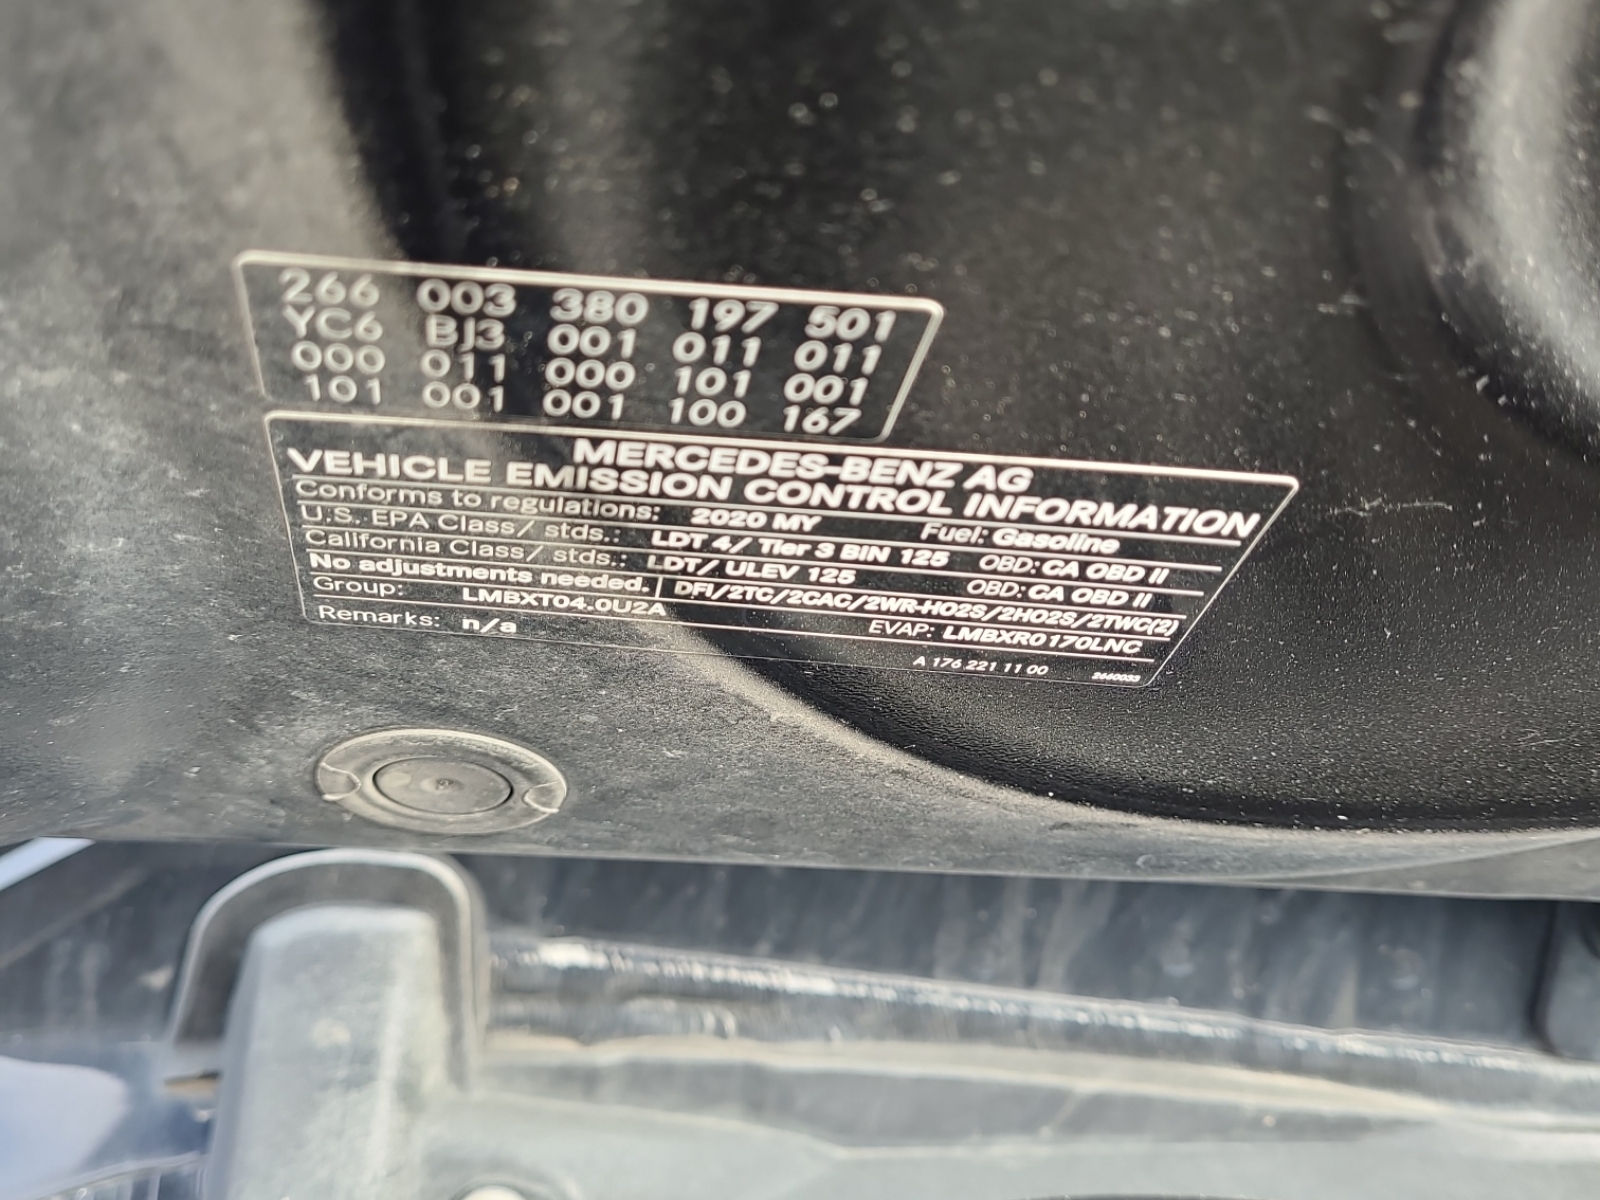 266 003 380 197 501
YC6 BJ3 001 011 011
000 011 000 101 001
101 001 001 100 167
MERCEDES-BENZ AG
VEHICLE EMISSION CONTROL INFORMATION
Conforms to regulations: 2020 MY Fuel: Gasoline
U.S. EPA Class/ stds.: LDT 4/ Tier 3 BIN 125 OBD: CA OBD II
California Class/ stds.: LDT/ ULEV 125 OBD: CA OBD II
No adjustments needed. DFI/2TC/2CAC/2WR-HO2S/2HO2S/2TWC(2)
Group: LMBXT04.0U2A EVAP: LMBXR0170LNC
Remarks: n/a
A 176 221 11 00 2660033